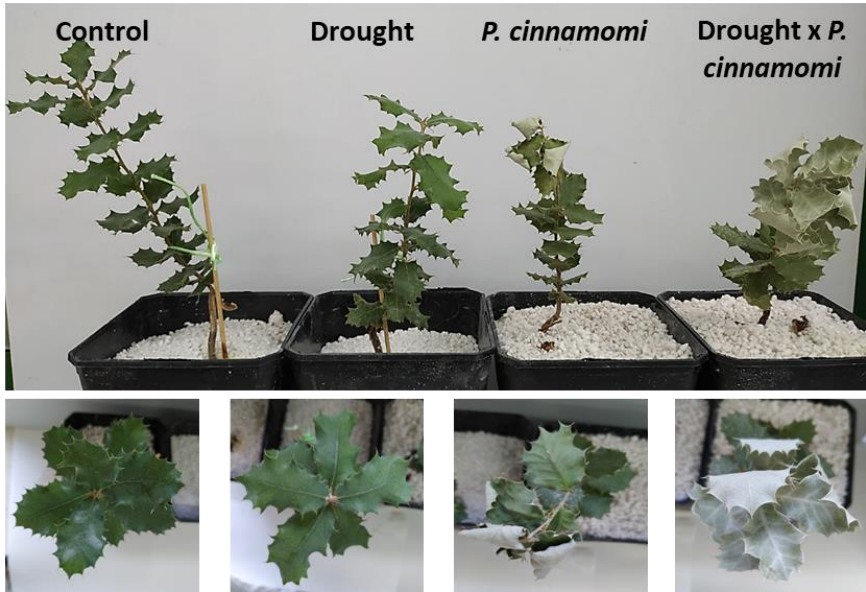 Control
Drought
P. cinnamomi
Drought x P.
cinnamomi